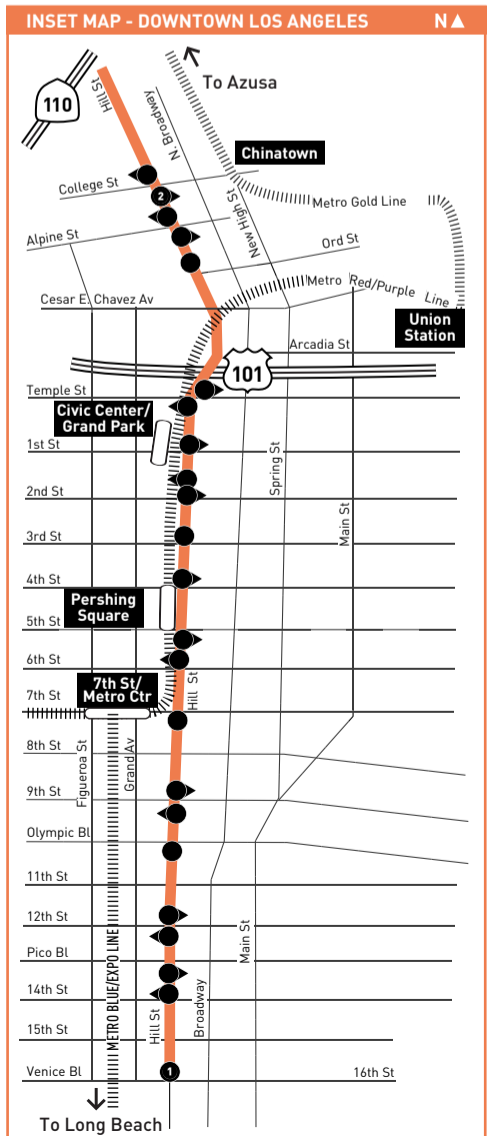 INSET MAP - DOWNTOWN LOS ANGELES
N
110
Hill St
To Azusa
N. Broadway
Chinatown
College St
2
New High St
Metro Gold Line
Alpine St
Ord St
Metro Red/Purple Line
Cesar E. Chavez Av
Union
Station
Arcadia St
101
Temple St
Civic Center/
Grand Park
1st St
Spring St
2nd St
Main St
3rd St
4th St
Pershing
Square
5th St
6th St
7th St/
Metro Ctr
Hill St
7th St
8th St
Figueroa St
Grand Av
9th St
Olympic Bl
11th St
12th St
METRO BLUE/EXPO LINE
Main St
Pico Bl
14th St
Broadway
Hill St
15th St
Venice Bl
1
16th St
To Long Beach